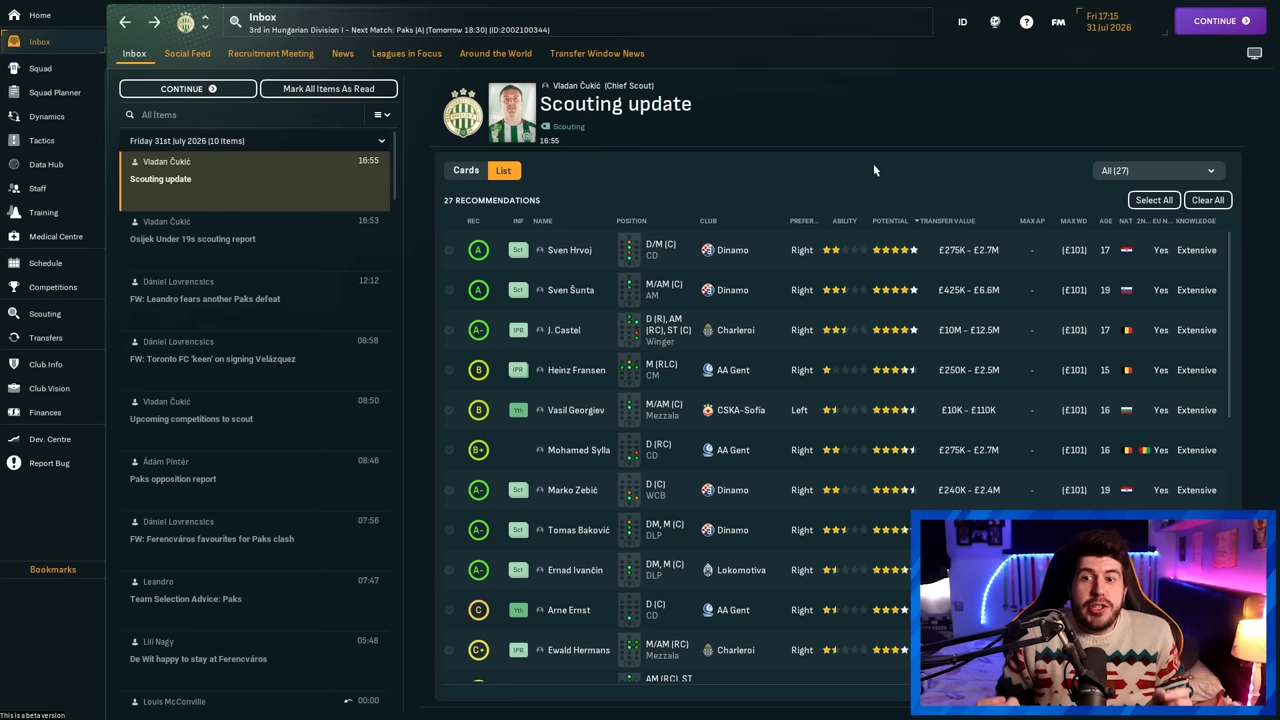 Home
Inbox
Squad
Squad Planner
Dynamics
Tactics
Data Hub
Staff
Training
Medical Centre
Schedule
Competitions
Scouting
Transfers
Club Info
Club Vision
Finances
Dev. Centre
Report Bug
Bookmarks
This is a beta version
Inbox
3rd in Hungarian Division I - Next Match: Paks (A) (Tomorrow 18:30) (ID:2002100344)
ID
FM
Fri 17:15
31 Jul 2026
CONTINUE
Inbox Social Feed Recruitment Meeting News Leagues in Focus Around the World Transfer Window News
CONTINUE
Mark All Items As Read
All Items
Friday 31st July 2026 (10 Items)
Vladan Čukić 16:55
Scouting update
Vladan Čukić 16:53
Osijek Under 19s scouting report
Dániel Lovrencsics 12:12
FW: Leandro fears another Paks defeat
Dániel Lovrencsics 08:58
FW: Toronto FC 'keen' on signing Velázquez
Vladan Čukić 08:50
Upcoming competitions to scout
Ádám Pintér 08:46
Paks opposition report
Dániel Lovrencsics 07:56
FW: Ferencváros favourites for Paks clash
Leandro 07:47
Team Selection Advice: Paks
Lili Nagy 05:48
De Wit happy to stay at Ferencváros
Louis McConville 00:00
Vladan Čukić (Chief Scout)
Scouting update
Scouting
16:55
Cards List
All (27)
27 RECOMMENDATIONS
Select All Clear All
REC INF NAME POSITION CLUB PREFER... ABILITY POTENTIAL TRANSFER VALUE MAX AP MAX WD AGE NAT 2N... EU N... KNOWLEDGE
A Sct Sven Hrvoj D/M (C) CD Dinamo Right £275K - £2.7M - (£101) 17 Yes Extensive
A Sct Sven Šunta M/AM (C) AM Dinamo Right £425K - £6.6M - (£101) 19 Yes Extensive
A- IPR J. Castel D (R), AM (RC), ST (C) Winger Charleroi Right £10M - £12.5M - (£101) 17 Yes Extensive
B IPR Heinz Fransen M (RLC) CM AA Gent Right £250K - £2.5M - (£101) 15 Yes Extensive
B Yth Vasil Georgiev M/AM (C) Mezzala CSKA-Sofia Left £10K - £110K - (£101) 16 Yes Extensive
B+ Mohamed Sylla D (RC) CD AA Gent Right £275K - £2.7M - (£101) 16 Yes Extensive
A- Sct Marko Zebić D (C) WCB Dinamo Right £240K - £2.4M - (£101) 19 Yes Extensive
A- Sct Tomas Baković DM, M (C) DLP Dinamo Right
A- Sct Ernad Ivančin DM, M (C) DLP Lokomotiva Right
C Yth Arne Ernst D (C) CD AA Gent Right
C+ IPR Ewald Hermans M/AM (RC) Mezzala Charleroi Right
AM (RC), ST